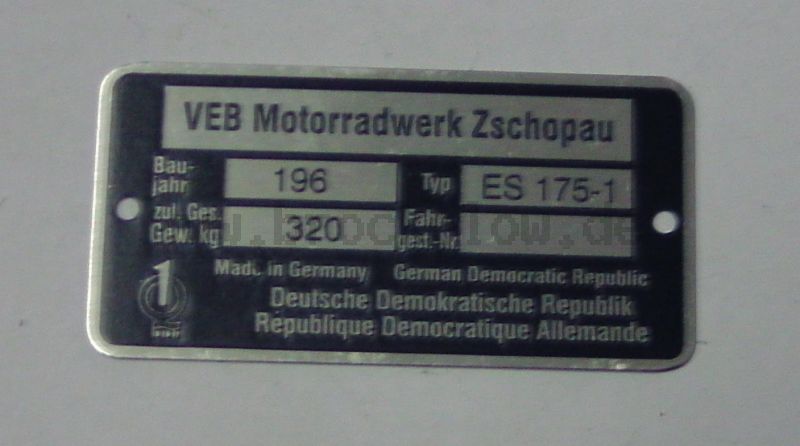 VEB Motorradwerk Zschopau
Bau-
jahr 196 Typ ES 175-1
zul. Ges. Fahr-
Gew. kg 320 gest.-Nr.
Made in Germany German Democratic Republic
Deutsche Demokratische Republik
1 Republique Democratique Allemande